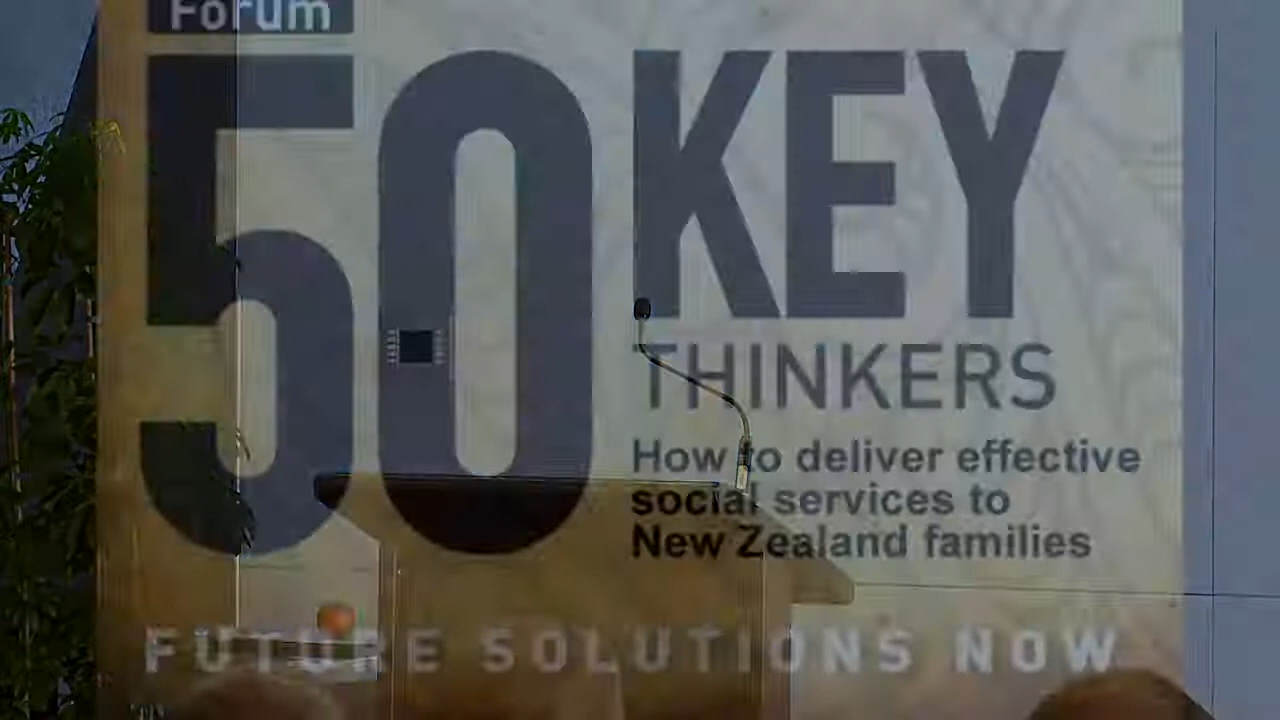 Forum
50 KEY
THINKERS
How to deliver effective
social services to
New Zealand families
FUTURE SOLUTIONS NOW